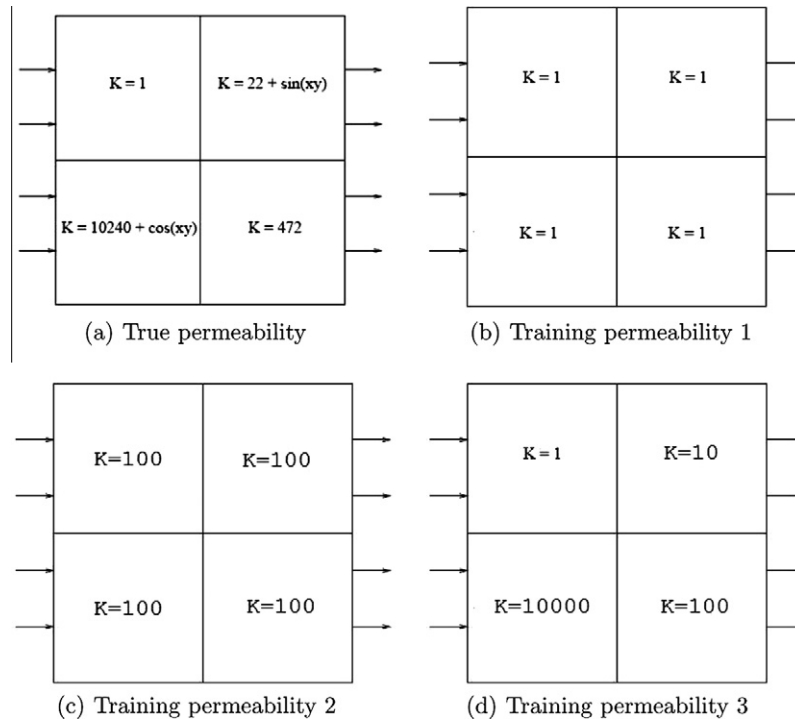 K = 1
K = 22 + sin(xy)
K = 10240 + cos(xy)
K = 472
(a) True permeability
K = 1
K = 1
K = 1
K = 1
(b) Training permeability 1
K=100
K=100
K=100
K=100
(c) Training permeability 2
K = 1
K=10
K=10000
K=100
(d) Training permeability 3